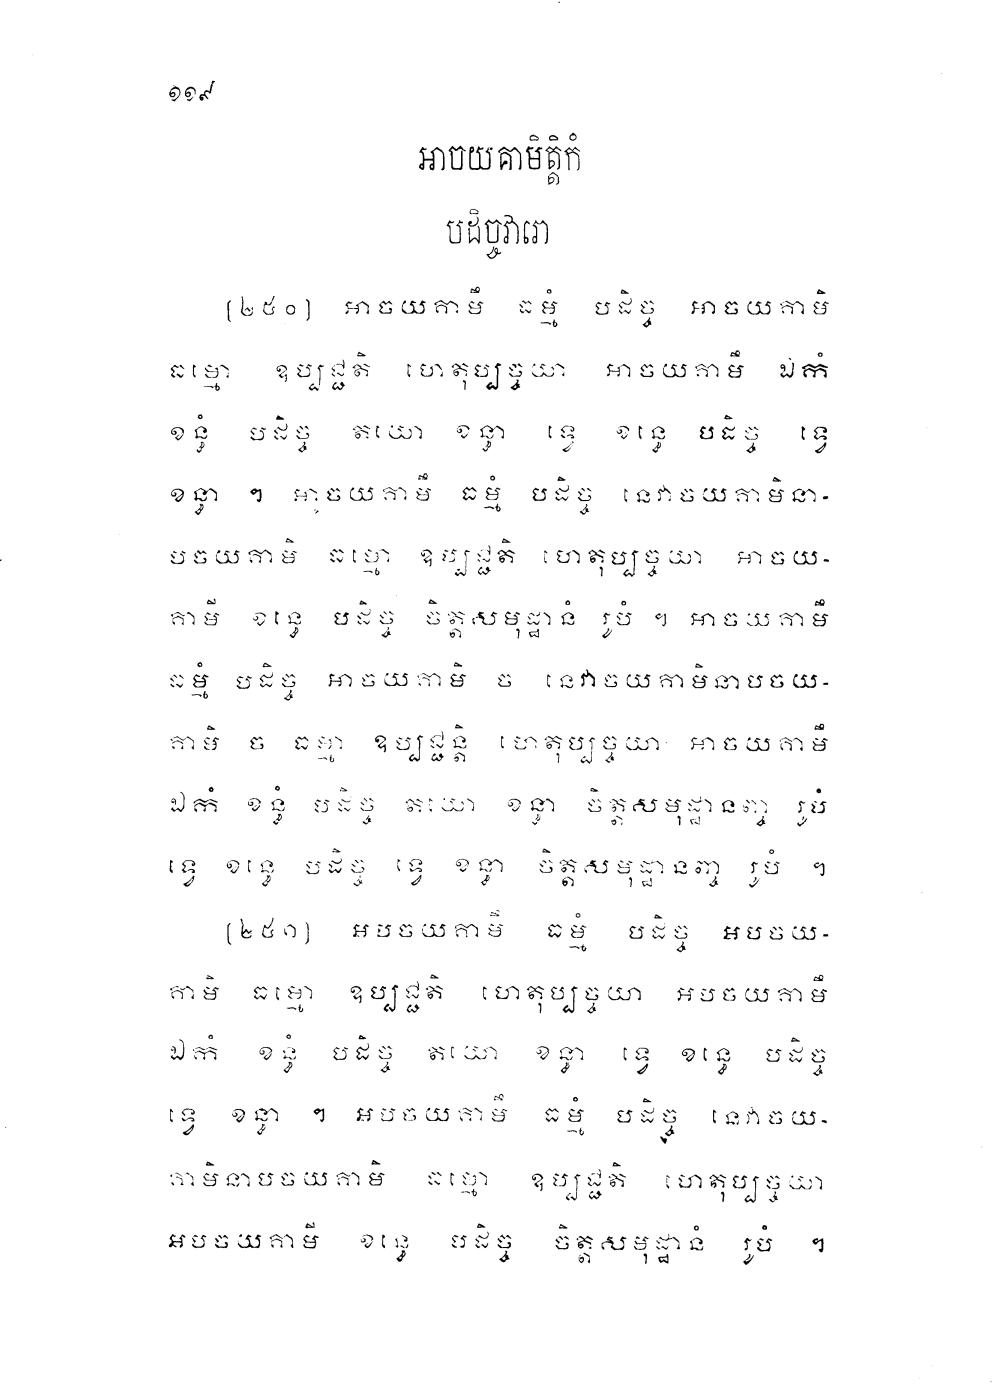 ១១៩
អាចយគាមិត្តិកំ
បដិច្ចវារោ
[២៥០] អាចយគាមឹ ធម្មំ បដិច្ច អាចយគាមិ
ធម្មោ ឧប្បជ្ជតិ ហេតុប្បច្ចយា អាចយគាមឹ ឯកំ
ខន្ធំ បដិច្ច តយោ ខន្ធា ទ្វេ ខន្ធេ បដិច្ច ទ្វេ
ខន្ធា ៗ អាចយគាមឹ ធម្មំ បដិច្ច នេវាចយគាមិនា-
បចយគាមិ ធម្មោ ឧប្បជ្ជតិ ហេតុប្បច្ចយា អាចយ-
គាមី ខន្ធេ បដិច្ច ចិត្តសមុដ្ឋានំ រូបំ ៗ អាចយគាមឹ
ធម្មំ បដិច្ច អាចយគាមិ ច នេវាចយគាមិនាបចយ-
គាមិ ច ធម្មា ឧប្បជ្ជន្តិ ហេតុប្បច្ចយា អាចយគាមឹ
ឯកំ ខន្ធំ បដិច្ច តយោ ខន្ធា ចិត្តសមុដ្ឋានញ្ច រូបំ
ទ្វេ ខន្ធេ បដិច្ច ទ្វេ ខន្ធា ចិត្តសមុដ្ឋានញ្ច រូបំ ៗ
[២៥១] អបចយគាមឹ ធម្មំ បដិច្ច អបចយ-
គាមិ ធម្មោ ឧប្បជ្ជតិ ហេតុប្បច្ចយា អបចយគាមឹ
ឯកំ ខន្ធំ បដិច្ច តយោ ខន្ធា ទ្វេ ខន្ធេ បដិច្ច
ទ្វេ ខន្ធា ៗ អបចយគាមឹ ធម្មំ បដិច្ច នេវាចយ-
គាមិនាបចយគាមិ ធម្មោ ឧប្បជ្ជតិ ហេតុប្បច្ចយា
អបចយគាមី ខន្ធេ បដិច្ច ចិត្តសមុដ្ឋានំ រូបំ ៗ